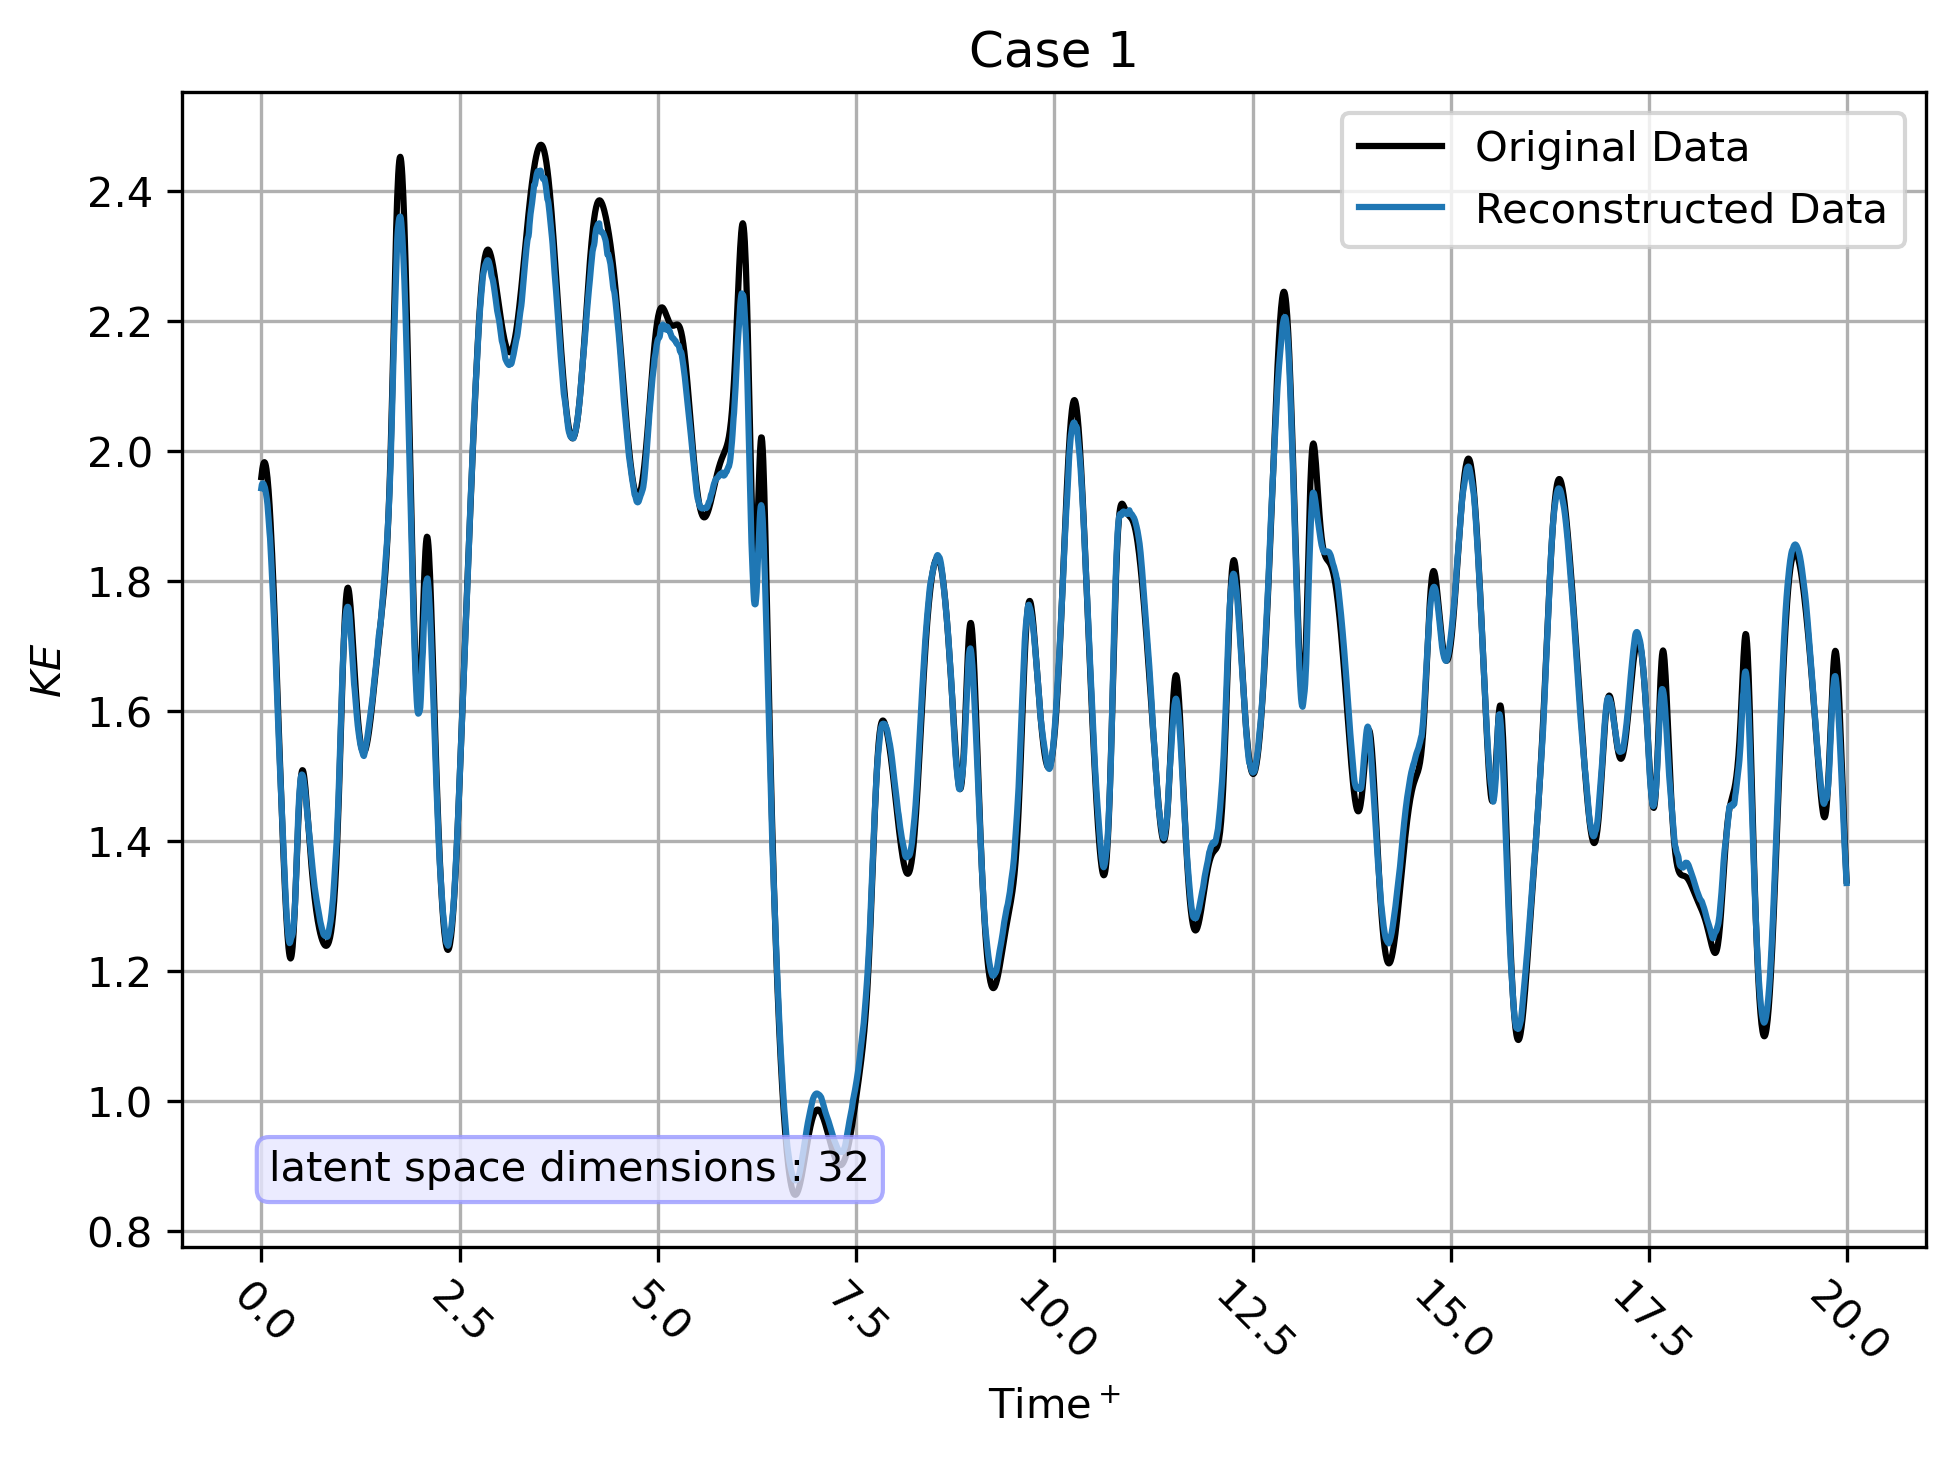 Case 1
Original Data
Reconstructed Data
2.4
2.2
2.0
1.8
1.6
1.4
1.2
1.0
0.8
KE
latent space dimensions : 32
0.0 2.5 5.0 7.5 10.0 12.5 15.0 17.5 20.0
Time⁺